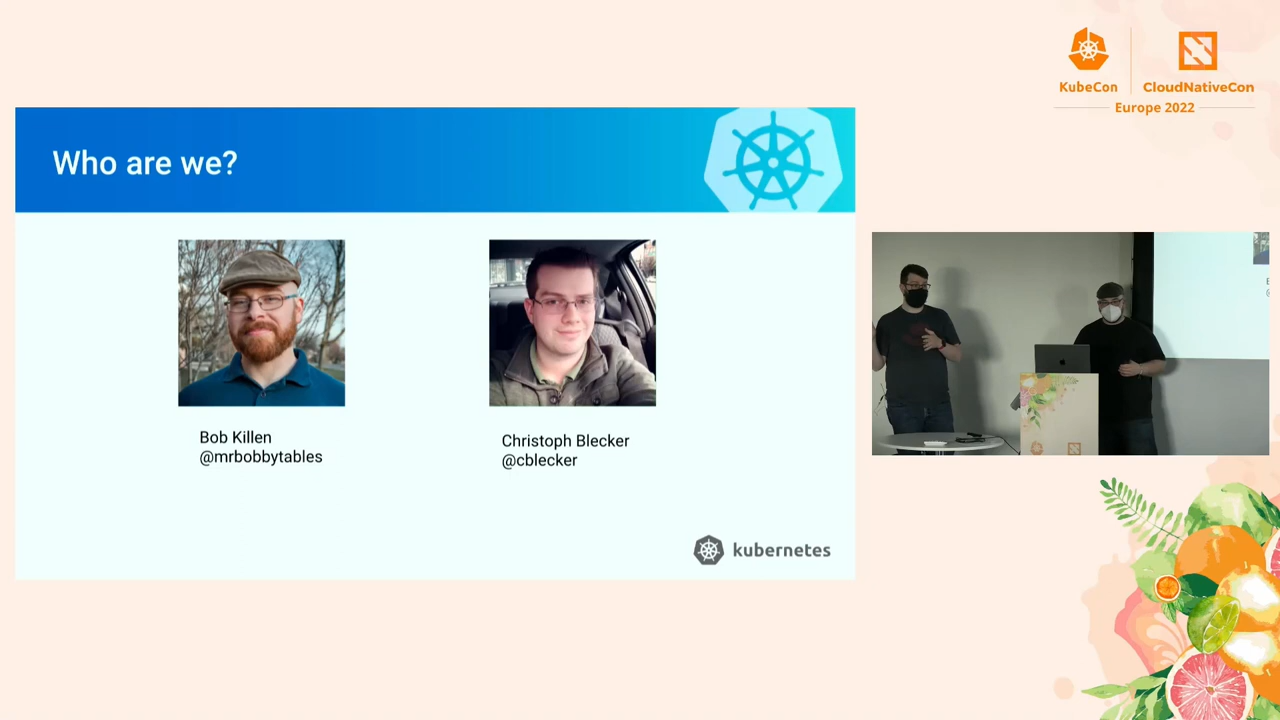 KubeCon
CloudNativeCon
Europe 2022
Who are we?
Bob Killen
@mrbobbytables
Christoph Blecker
@cblecker
kubernetes